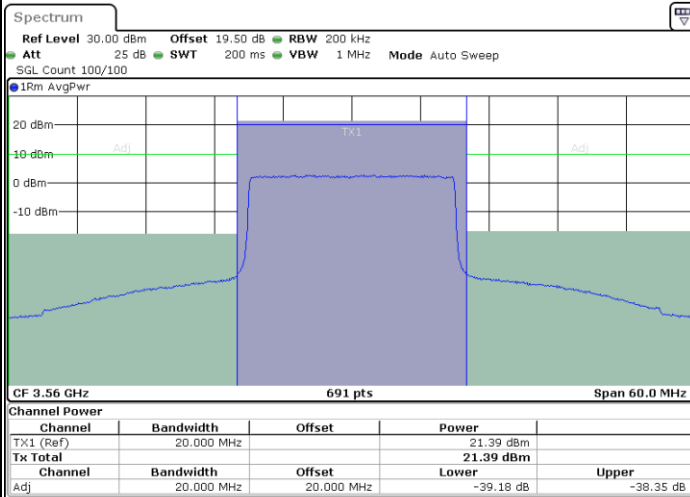 Spectrum
Ref Level 30.00 dBm Offset 19.50 dB RBW 200 kHz
Att 25 dB SWT 200 ms VBW 1 MHz Mode Auto Sweep
SGL Count 100/100
1Rm AvgPwr
20 dBm
TX1
Adj Adj
10 dBm
0 dBm
-10 dBm
CF 3.56 GHz 691 pts Span 60.0 MHz
Channel Power
Channel Bandwidth Offset Power
TX1 (Ref) 20.000 MHz 21.39 dBm
Tx Total 21.39 dBm
Channel Bandwidth Offset Lower Upper
Adj 20.000 MHz 20.000 MHz -39.18 dB -38.35 dB